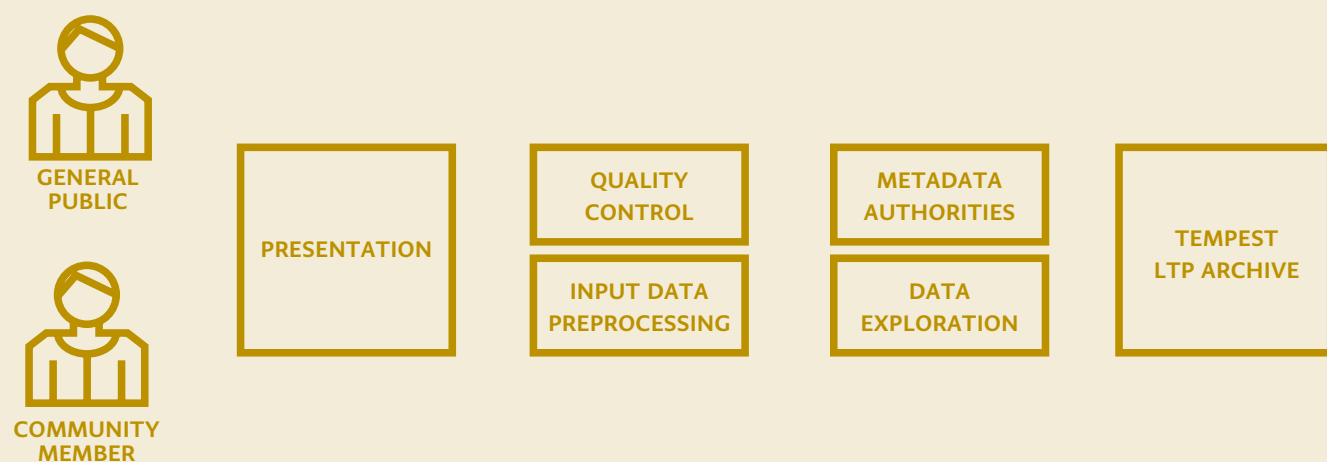 GENERAL
PUBLIC
COMMUNITY
MEMBER
PRESENTATION
QUALITY
CONTROL
INPUT DATA
PREPROCESSING
METADATA
AUTHORITIES
DATA
EXPLORATION
TEMPEST
LTP ARCHIVE